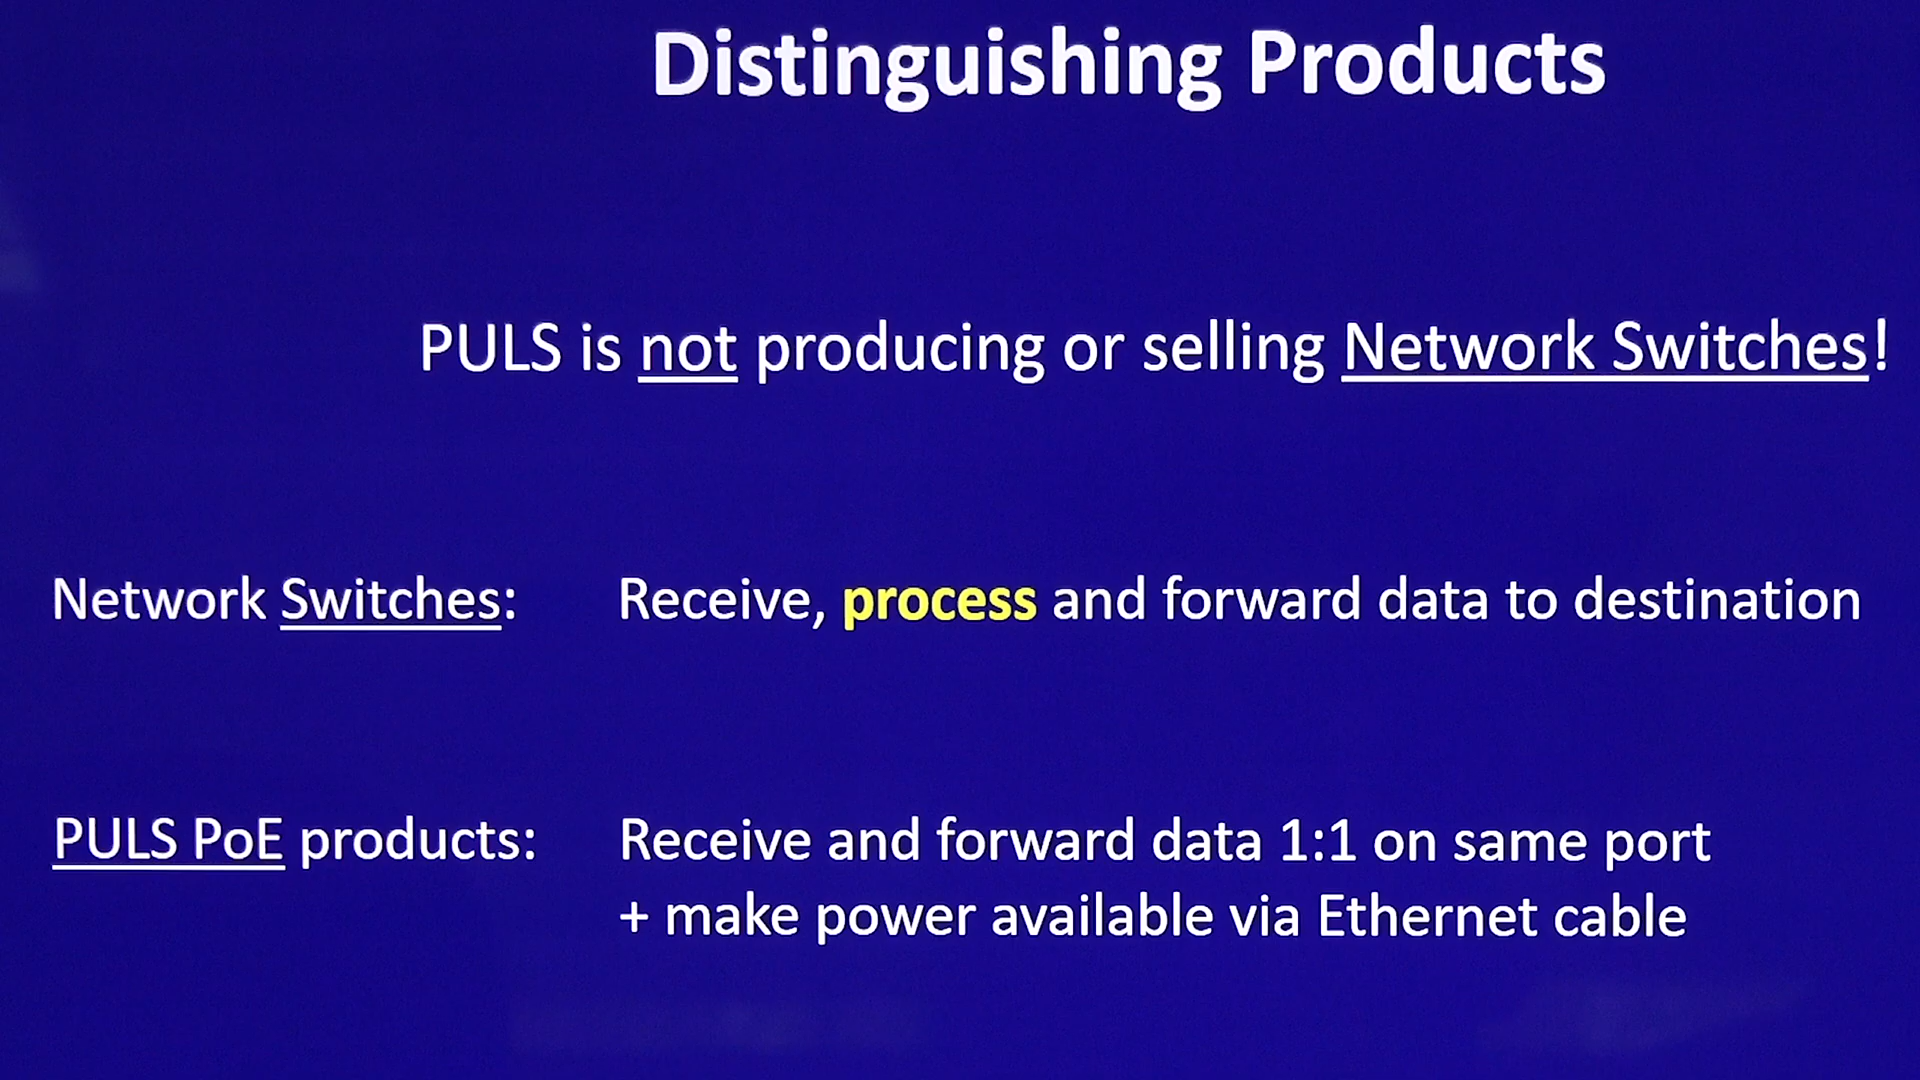 Distinguishing Products
PULS is not producing or selling Network Switches!
Network Switches: Receive, process and forward data to destination
PULS PoE products: Receive and forward data 1:1 on same port
+ make power available via Ethernet cable